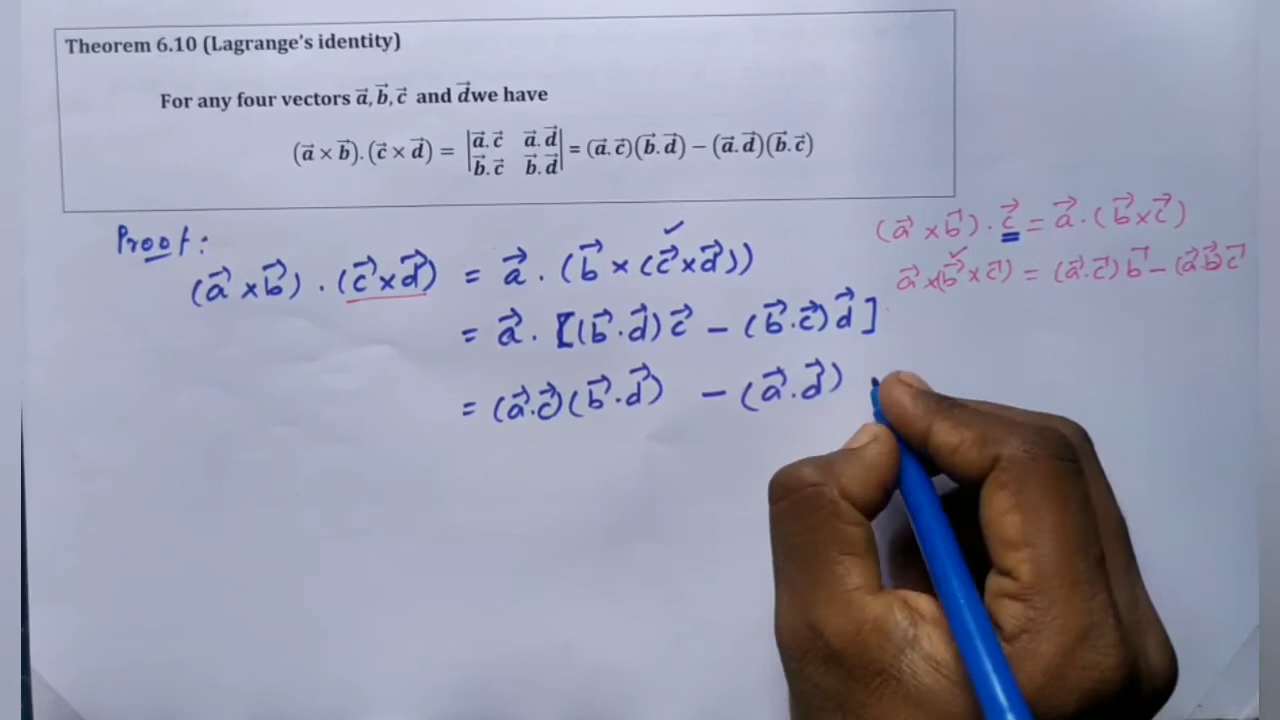 Theorem 6.10 (Lagrange's identity)
For any four vectors a⃗, b⃗, c⃗ and d⃗we have
(a⃗ × b⃗). (c⃗ × d⃗) = |a⃗. c⃗ a⃗. d⃗| = (a⃗. c⃗)(b⃗. d⃗) − (a⃗. d⃗)(b⃗. c⃗)
|b⃗. c⃗ b⃗. d⃗|
(a⃗ × b⃗) . c⃗ = a⃗ . (b⃗ × c⃗)
Proof :
(a⃗ × b⃗) . (c⃗ × d⃗) = a⃗ . (b⃗ × (c⃗ × d⃗))
a⃗ × (b⃗ × c⃗) = (a⃗ . c⃗) b⃗ − (a⃗ . b⃗) c⃗
= a⃗ . [(b⃗ . d⃗) c⃗ − (b⃗ . c⃗) d⃗ ]
= (a⃗ . c⃗) (b⃗ . d⃗) − (a⃗ . d⃗)